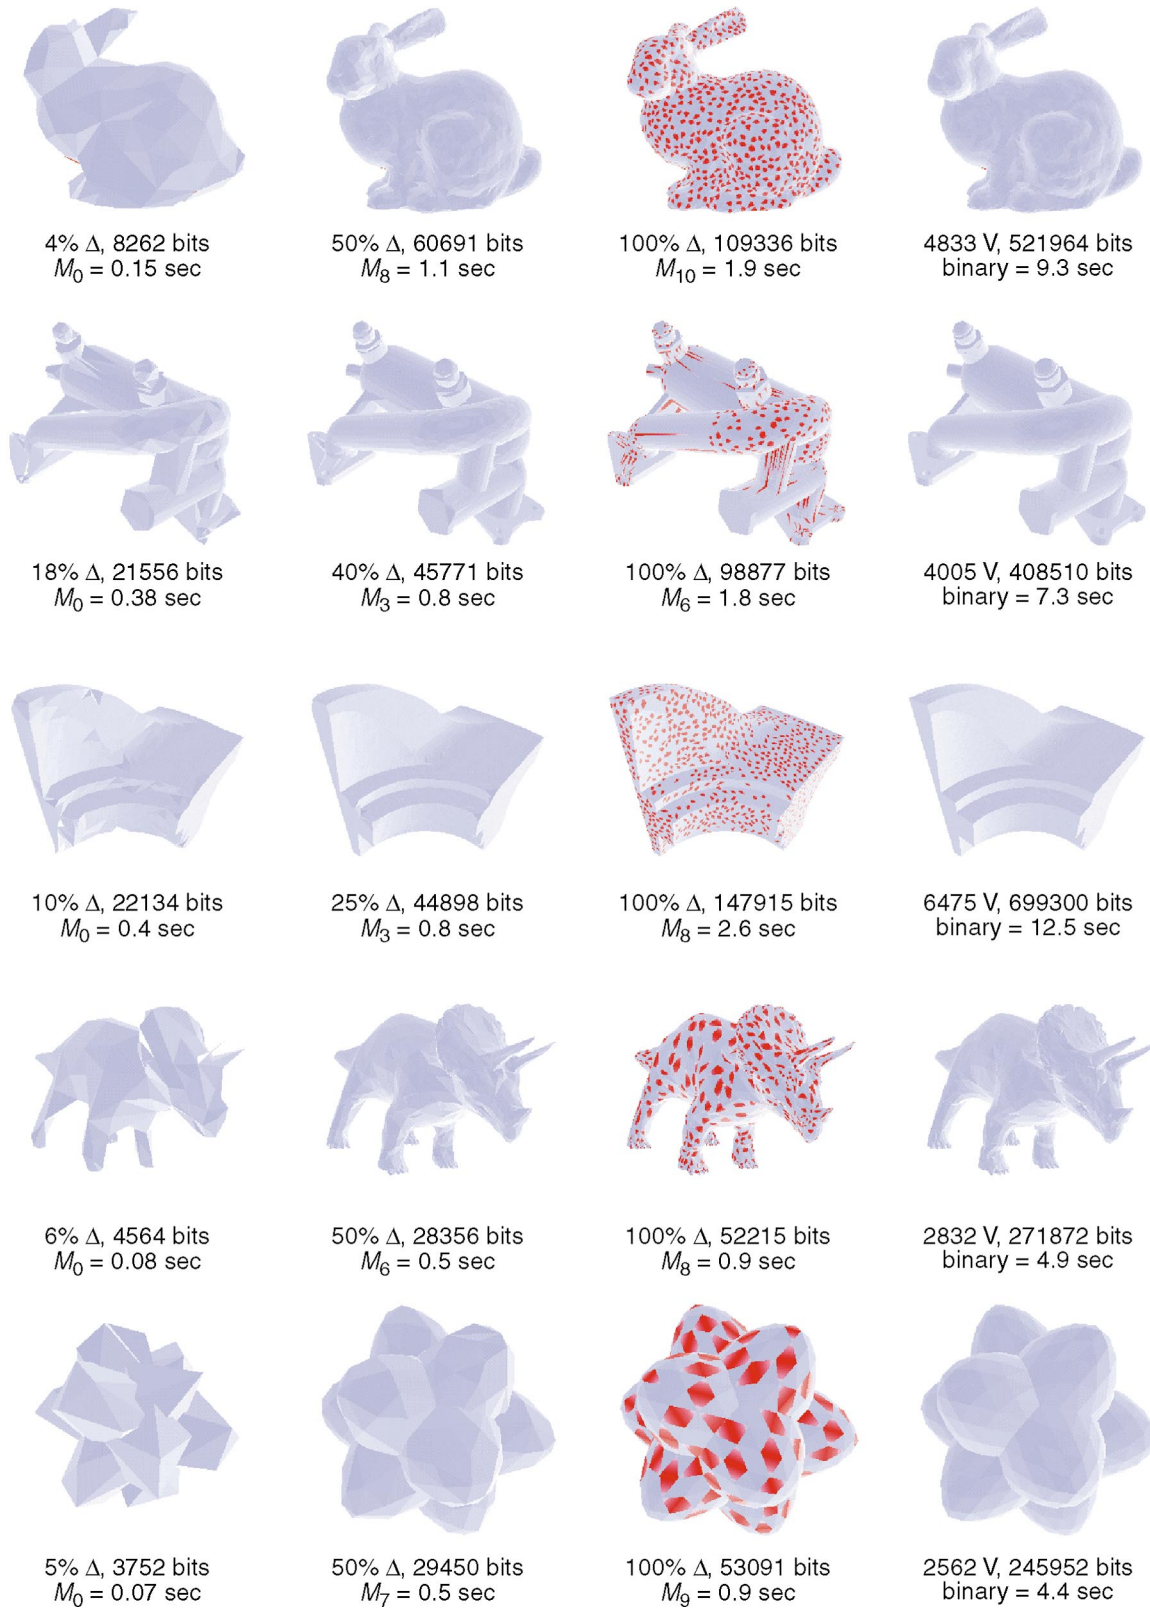 4% Δ, 8262 bits
M0 = 0.15 sec
50% Δ, 60691 bits
M8 = 1.1 sec
100% Δ, 109336 bits
M10 = 1.9 sec
4833 V, 521964 bits
binary = 9.3 sec
18% Δ, 21556 bits
M0 = 0.38 sec
40% Δ, 45771 bits
M3 = 0.8 sec
100% Δ, 98877 bits
M6 = 1.8 sec
4005 V, 408510 bits
binary = 7.3 sec
10% Δ, 22134 bits
M0 = 0.4 sec
25% Δ, 44898 bits
M3 = 0.8 sec
100% Δ, 147915 bits
M8 = 2.6 sec
6475 V, 699300 bits
binary = 12.5 sec
6% Δ, 4564 bits
M0 = 0.08 sec
50% Δ, 28356 bits
M6 = 0.5 sec
100% Δ, 52215 bits
M8 = 0.9 sec
2832 V, 271872 bits
binary = 4.9 sec
5% Δ, 3752 bits
M0 = 0.07 sec
50% Δ, 29450 bits
M7 = 0.5 sec
100% Δ, 53091 bits
M9 = 0.9 sec
2562 V, 245952 bits
binary = 4.4 sec